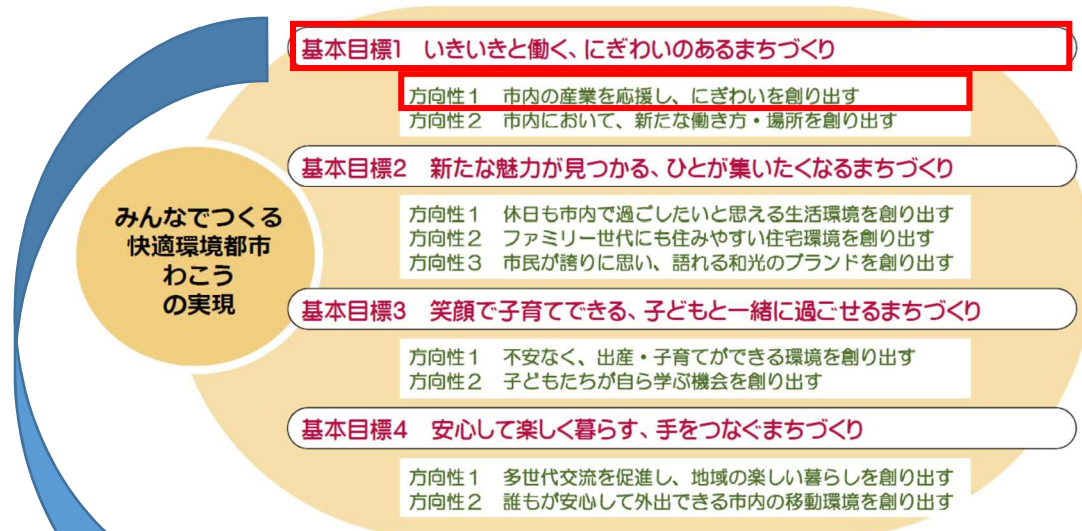 基本目標1 いきいきと働く、にぎわいのあるまちづくり
方向性1 市内の産業を応援し、にぎわいを創り出す
方向性2 市内において、新たな働き方・場所を創り出す
基本目標2 新たな魅力が見つかる、ひとが集いたくなるまちづくり
みんなでつくる
快適環境都市
わこう
の実現
方向性1 休日も市内で過ごしたいと思える生活環境を創り出す
方向性2 ファミリー世代にも住みやすい住宅環境を創り出す
方向性3 市民が誇りに思い、語れる和光のブランドを創り出す
基本目標3 笑顔で子育てできる、子どもと一緒に過ごせるまちづくり
方向性1 不安なく、出産・子育てができる環境を創り出す
方向性2 子どもたちが自ら学ぶ機会を創り出す
基本目標4 安心して楽しく暮らす、手をつなぐまちづくり
方向性1 多世代交流を促進し、地域の楽しい暮らしを創り出す
方向性2 誰もが安心して外出できる市内の移動環境を創り出す